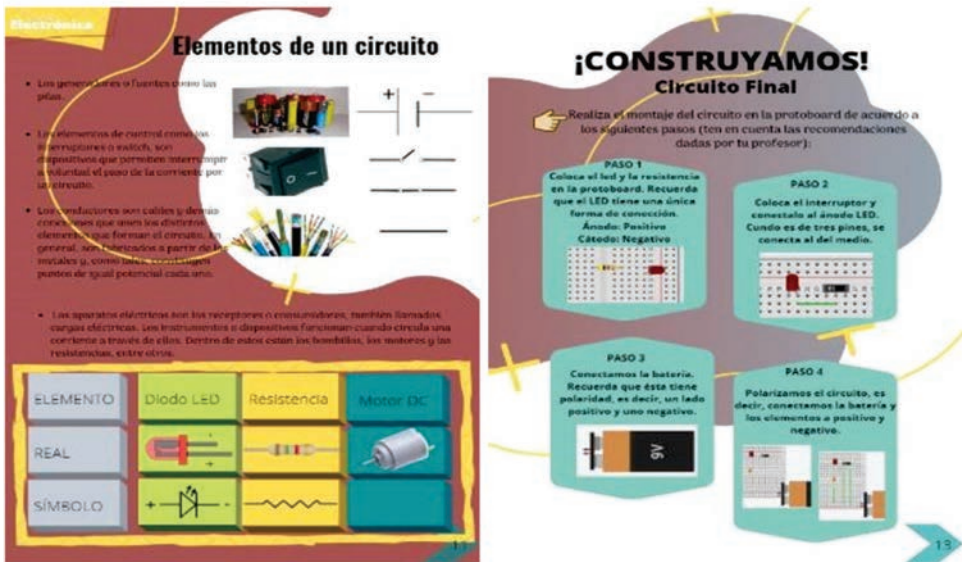 Electrónica
Elementos de un circuito
• Los generadores o fuentes como las
pilas.
• Los elementos de control como los
interruptores o switch, son
dispositivos que permiten interrumpir
a voluntad el paso de la corriente por
un circuito.
• Los conductores son cables y demás
conexiones que unen los distintos
elementos que forman el circuito. En
general, son fabricados a partir de los
metales y, como tales, constituyen
puntos de igual potencial cada uno.
+ −
• Los aparatos eléctricos son los receptores o consumidores, también llamados
cargas eléctricas. Los instrumentos o dispositivos funcionan cuando circula una
corriente a través de ellos. Dentro de estos están los bombillos, los motores y las
resistencias, entre otros.
ELEMENTO Diodo LED Resistencia Motor DC
REAL - +
SÍMBOLO + -
11
¡CONSTRUYAMOS!
Circuito Final
Realiza el montaje del circuito en la protoboard de acuerdo a
los siguientes pasos (ten en cuenta las recomendaciones
dadas por tu profesor):
PASO 1
Coloca el led y la resistencia
en la protoboard. Recuerda
que el LED tiene una única
forma de conección.
Ánodo: Positivo
Cátodo: Negativo
PASO 2
Coloca el interruptor y
conectalo al ánodo LED.
Cundo es de tres pines, se
conecta al del medio.
PASO 3
Conectamos la batería.
Recuerda que ésta tiene
polaridad, es decir, un lado
positivo y uno negativo.
9V
PASO 4
Polarizamos el circuito, es
decir, conectamos la batería y
los elementos a positivo y
negativo.
13